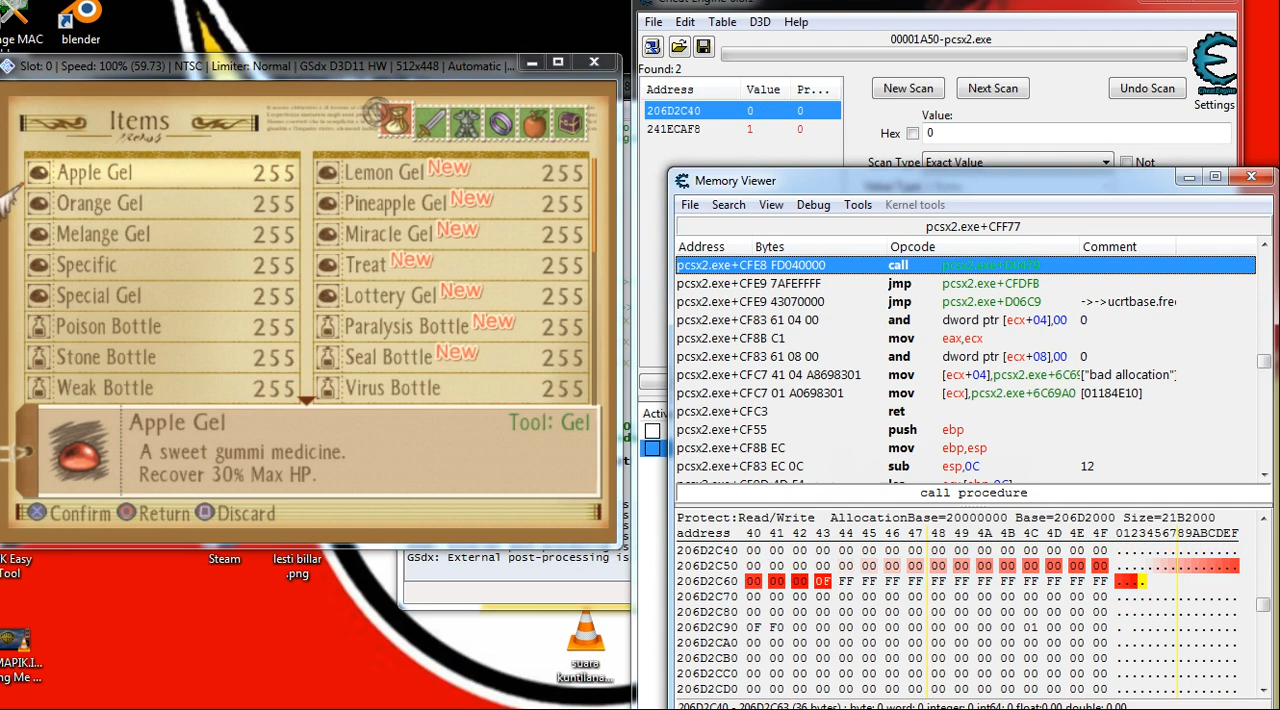 nge MAC
blender
Slot: 0 | Speed: 100% (59.73) | NTSC | Limiter: Normal | GSdx D3D11 HW | 512x448 | Automatic |...
Items
Apple Gel 255
Lemon Gel New 255
Orange Gel 255
Pineapple Gel New 255
Melange Gel 255
Miracle Gel New 255
Specific 255
Treat New 255
Special Gel 255
Lottery Gel New 255
Poison Bottle 255
Paralysis Bottle New 255
Stone Bottle 255
Seal Bottle New 255
Weak Bottle 255
Virus Bottle 255
Apple Gel
Tool: Gel
A sweet gummi medicine.
Recover 30% Max HP.
Confirm Return Discard
K Easy
Tool
Steam
lesti billar
.png
GSdx: External post-processing is
MAPIK.I...
ng Me ...
suara
kuntilana...
File Edit Table D3D Help
00001A50-pcsx2.exe
Found: 2
Address Value Pr...
206D2C40 0 0
241ECAF8 1 0
New Scan Next Scan Undo Scan
Settings
Value:
Hex 0
Scan Type Exact Value Not
Activ
Memory Viewer
File Search View Debug Tools Kernel tools
pcsx2.exe+CFF77
Address Bytes Opcode Comment
pcsx2.exe+CFE8 FD040000 call
pcsx2.exe+CFE9 7AFEFFFF jmp pcsx2.exe+CFDFB
pcsx2.exe+CFE9 43070000 jmp pcsx2.exe+D06C9 ->->ucrtbase.free
pcsx2.exe+CF83 61 04 00 and dword ptr [ecx+04],00 0
pcsx2.exe+CF8B C1 mov eax,ecx
pcsx2.exe+CF83 61 08 00 and dword ptr [ecx+08],00 0
pcsx2.exe+CFC7 41 04 A8698301 mov [ecx+04],pcsx2.exe+6C69 ["bad allocation"]
pcsx2.exe+CFC7 01 A0698301 mov [ecx],pcsx2.exe+6C69A0 [01184E10]
pcsx2.exe+CFC3 ret
pcsx2.exe+CF55 push ebp
pcsx2.exe+CF8B EC mov ebp,esp
pcsx2.exe+CF83 EC 0C sub esp,0C 12
call procedure
Protect:Read/Write AllocationBase=20000000 Base=206D2000 Size=21B2000
address 40 41 42 43 44 45 46 47 48 49 4A 4B 4C 4D 4E 4F 0123456789ABCDEF
206D2C40 00 00 00 00 00 00 00 00 00 00 00 00 00 00 00 00 ................
206D2C50 00 00 00 00 00 00 00 00 00 00 00 00 00 00 00 00 ................
206D2C60 00 00 00 0F FF FF FF FF FF FF FF FF FF FF FF FF ....
206D2C70 00 00 00 00 00 00 00 00 00 00 00 00 00 00 00 00 ................
206D2C80 00 00 00 00 00 00 00 00 00 00 00 00 00 00 00 00 ................
206D2C90 0F F0 00 00 00 00 00 00 00 00 00 00 01 00 00 00 ................
206D2CA0 00 00 00 00 00 00 00 00 00 00 00 00 00 00 00 00 ................
206D2CB0 00 00 00 00 00 00 00 00 00 00 00 00 00 00 00 00 ................
206D2CC0 00 00 00 00 00 00 00 00 00 00 00 00 00 00 00 00 ................
206D2CD0 00 00 00 00 00 00 00 00 00 00 00 00 00 00 00 00 ................
206D2C40 - 206D2C63 (36 bytes) : byte: 0 word: 0 integer: 0 int64: 0 float:0.00 double: 0.00